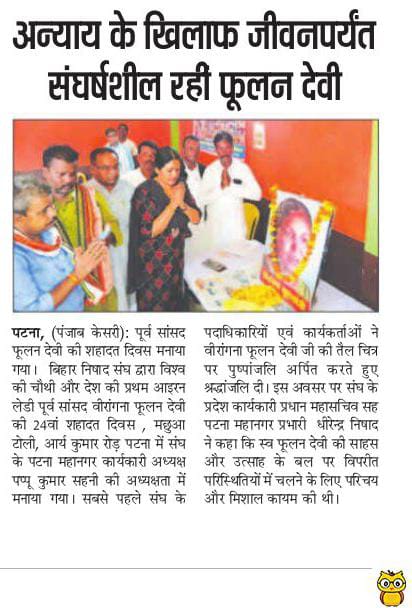 अन्याय के खिलाफ जीवनपर्यंत
संघर्षशील रहीं फूलन देवी
पटना, (पंजाब केसरी): पूर्व सांसद
फूलन देवी की शहादत दिवस मनाया
गया। बिहार निषाद संघ द्वारा विश्व
की चौथी और देश की प्रथम आइरन
लेडी पूर्व सांसद वीरांगना फूलन देवी
की 24वां शहादत दिवस , मछुआ
टोली, आर्य कुमार रोड़ पटना में संघ
के पटना महानगर कार्यकारी अध्यक्ष
पप्पू कुमार सहनी की अध्यक्षता में
मनाया गया। सबसे पहले संघ के
पदाधिकारियों एवं कार्यकर्ताओं ने
वीरांगना फूलन देवी जी की तैल चित्र
पर पुष्पांजलि अर्पित करते हुए
श्रद्धांजलि दी। इस अवसर पर संघ के
प्रदेश कार्यकारी प्रधान महासचिव सह
पटना महानगर प्रभारी धीरेन्द्र निषाद
ने कहा कि स्व फूलन देवी की साहस
और उत्साह के बल पर विपरीत
परिस्थितियों में चलने के लिए परिचय
और मिशाल कायम की थी।